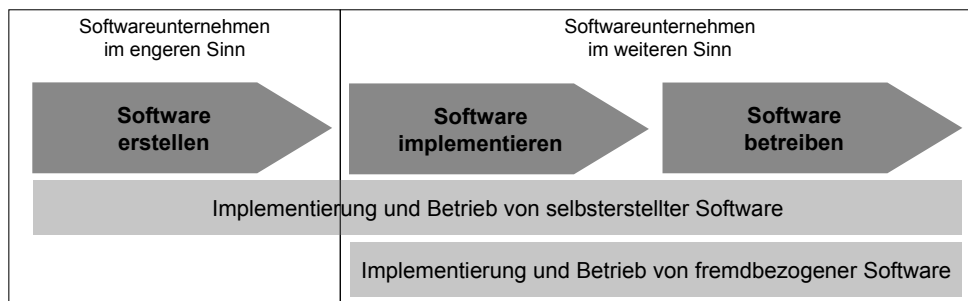 Softwareunternehmen
im engeren Sinn
Softwareunternehmen
im weiteren Sinn
Software
erstellen
Software
implementieren
Software
betreiben
Implementierung und Betrieb von selbsterstellter Software
Implementierung und Betrieb von fremdbezogener Software